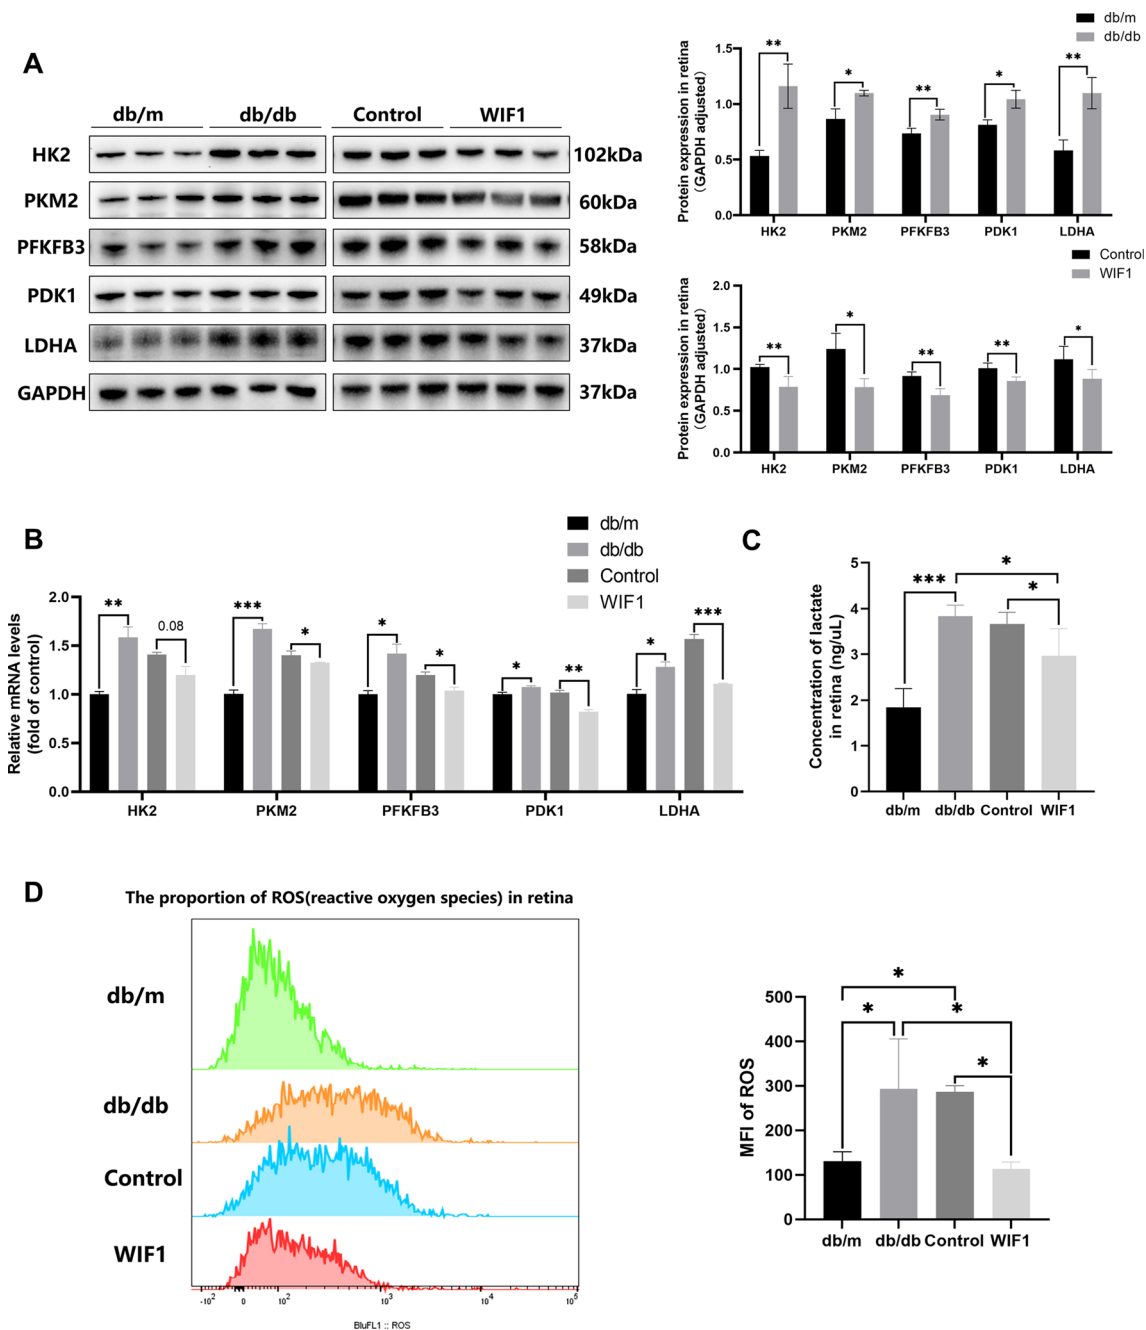 A
db/m db/db Control WIF1
HK2 102kDa
PKM2 60kDa
PFKFB3 58kDa
PDK1 49kDa
LDHA 37kDa
GAPDH 37kDa
db/m
db/db
Protein expression in retina
(GAPDH adjusted)
1.5
1.0
0.5
0.0
** * ** * **
HK2 PKM2 PFKFB3 PDK1 LDHA
Control
WIF1
Protein expression in retina
(GAPDH adjusted)
2.0
1.5
1.0
0.5
0.0
** * ** ** *
HK2 PKM2 PFKFB3 PDK1 LDHA
B
db/m
db/db
Control
WIF1
Relative mRNA levels
(fold of control)
2.0
1.5
1.0
0.5
0.0
** 0.08 *** * * * * ** * ***
HK2 PKM2 PFKFB3 PDK1 LDHA
C
Concentration of lactate
in retina (ng/uL)
5
4
3
2
1
0
*** * *
db/m db/db Control WIF1
D
The proportion of ROS(reactive oxygen species) in retina
db/m
db/db
Control
WIF1
-10² 0 10² 10³ 10⁴ 10⁵
BluFL1 :: ROS
MFI of ROS
500
400
300
200
100
0
* * * *
db/m db/db Control WIF1